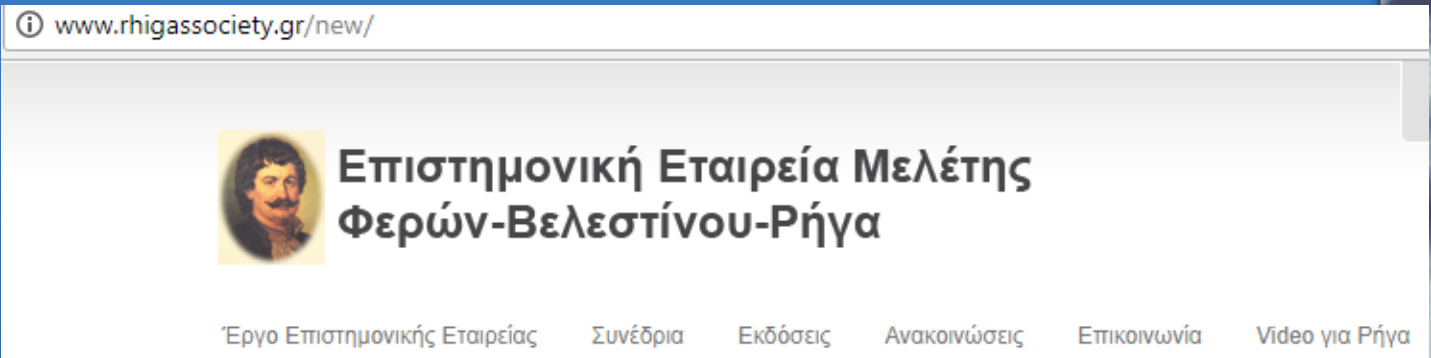 www.rhigassociety.gr/new/
Επιστημονική Εταιρεία Μελέτης
Φερών-Βελεστίνου-Ρήγα
Έργο Επιστημονικής Εταιρείας Συνέδρια Εκδόσεις Ανακοινώσεις Επικοινωνία Video για Ρήγα